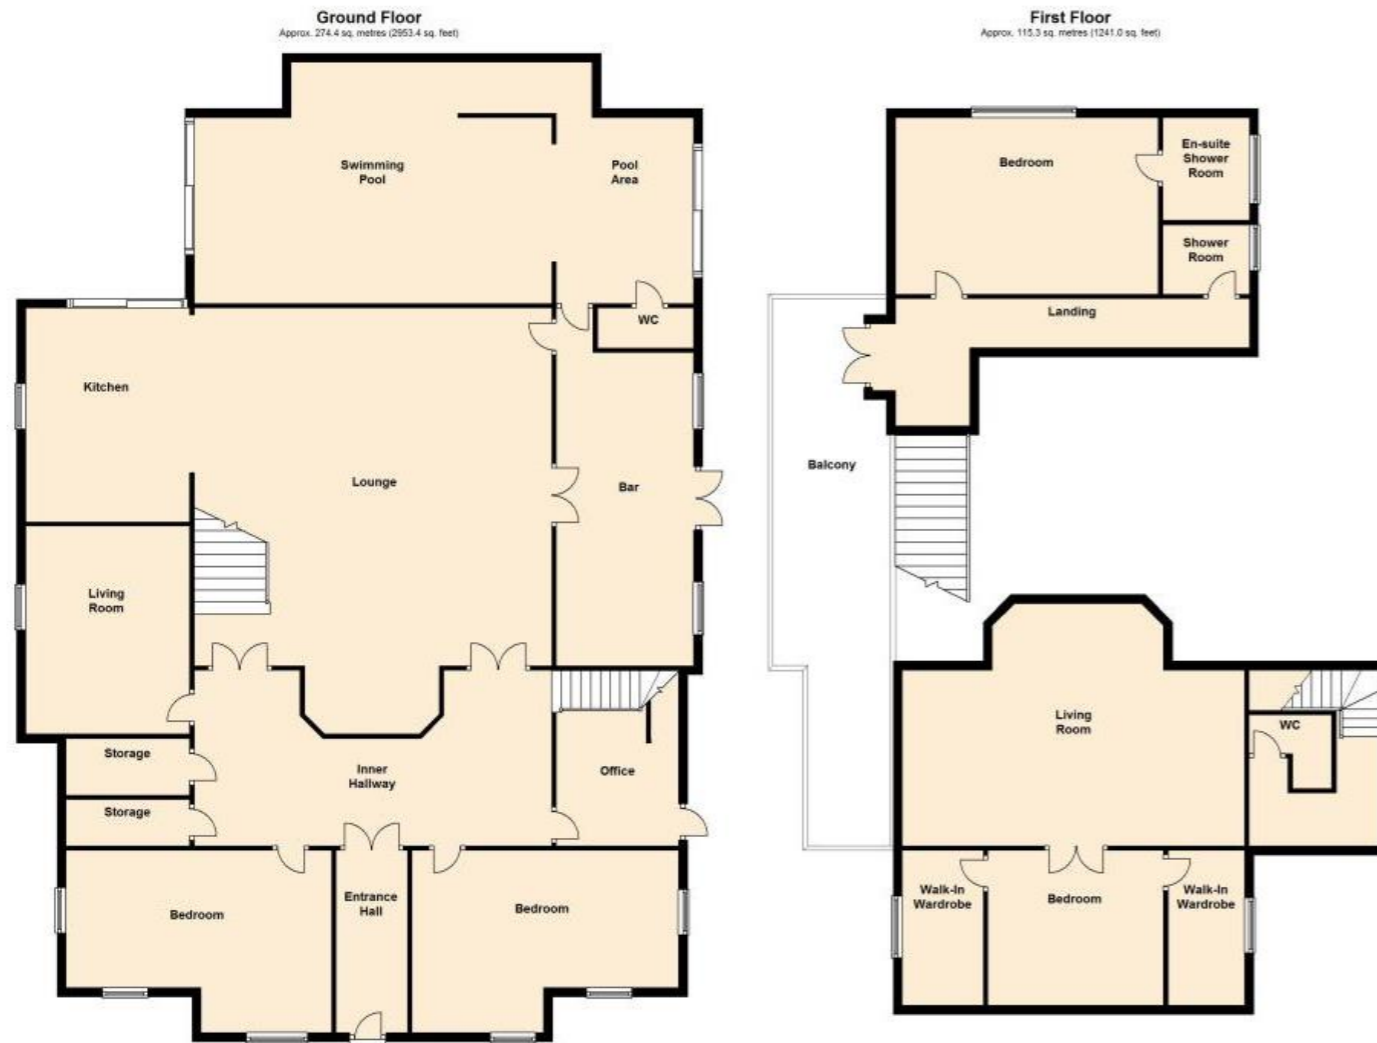 Ground Floor
Approx. 274.4 sq. metres (2953.4 sq. feet)
Swimming
Pool
Pool
Area
WC
Kitchen
Lounge
Bar
Living
Room
Storage
Storage
Inner
Hallway
Office
Bedroom
Entrance
Hall
Bedroom
First Floor
Approx. 115.3 sq. metres (1241.0 sq. feet)
Bedroom
En-suite
Shower
Room
Shower
Room
Landing
Balcony
Living
Room
WC
Walk-In
Wardrobe
Bedroom
Walk-In
Wardrobe